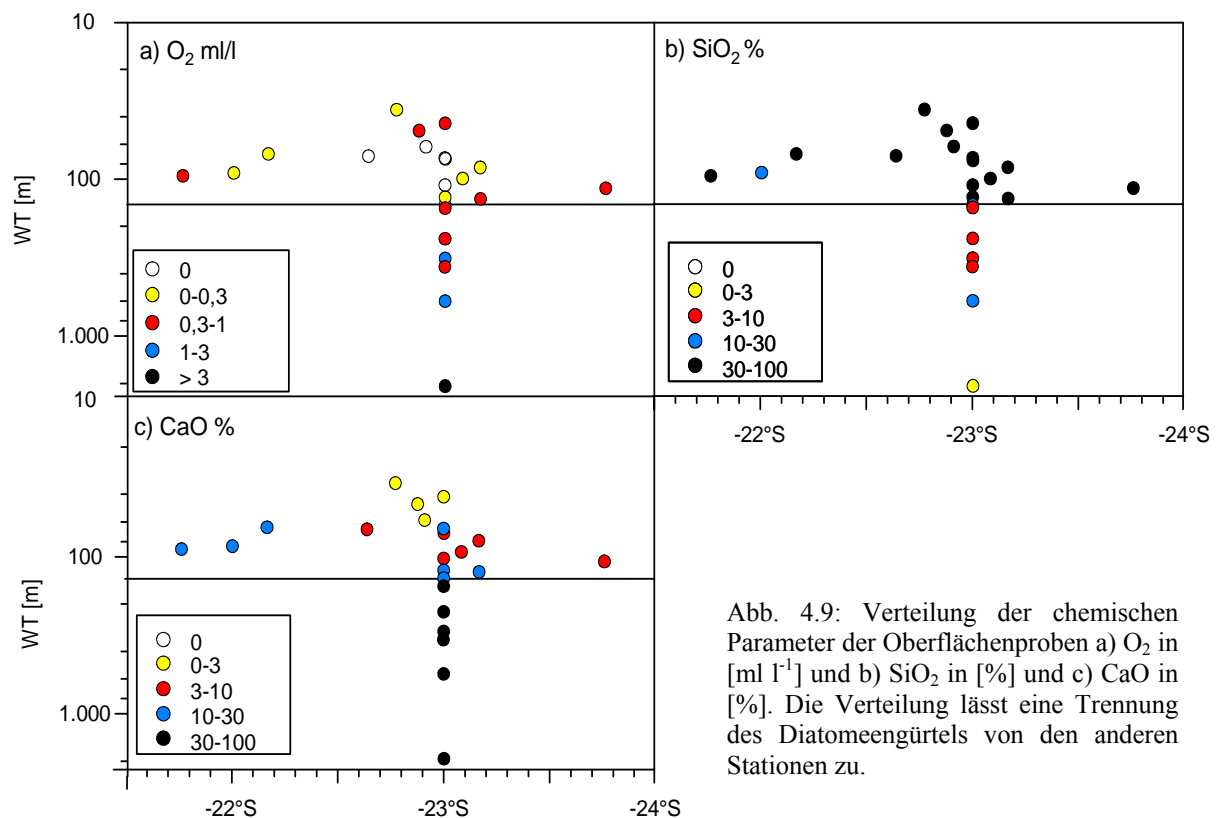 10
a) O₂ ml/l
b) SiO₂ %
100
WT [m]
0
0-0,3
0,3-1
1-3
> 3
0
0-3
3-10
10-30
30-100
1.000
10
-22°S
-23°S
-24°S
c) CaO %
100
WT [m]
0
0-3
3-10
10-30
30-100
1.000
-22°S
-23°S
-24°S
Abb. 4.9: Verteilung der chemischen
Parameter der Oberflächenproben a) O₂ in
[ml l⁻¹] und b) SiO₂ in [%] und c) CaO in
[%]. Die Verteilung lässt eine Trennung
des Diatomeengürtels von den anderen
Stationen zu.